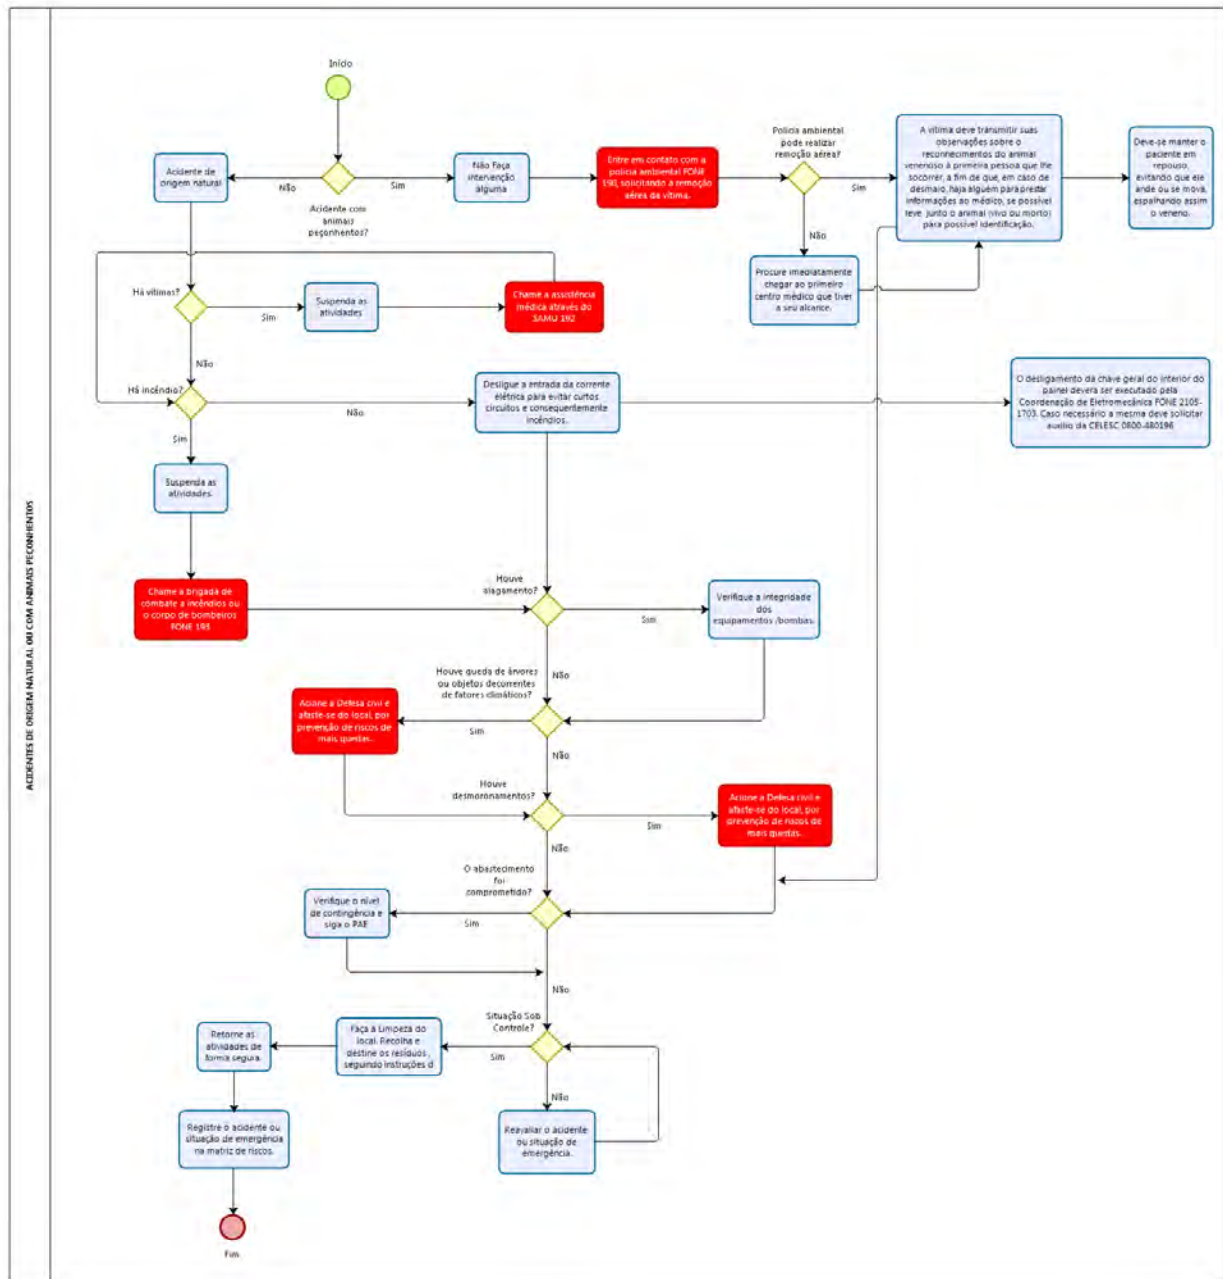 ACIDENTES DE ORIGEM NATURAL OU COM ANIMAIS PEÇONHENTOS
Início
Acidente com
animais
peçonhentos?
Não
Sim
Acidente de
origem natural
Não Faça
intervenção
alguma
Entre em contato com a
policia ambiental FONE
190, solicitando a remoção
aérea da vítima.
Policia ambiental
pode realizar
remoção aérea?
Sim
Não
A vítima deve transmitir suas
observações sobre o
reconhecimentos do animal
venenoso à primeira pessoa que lhe
socorrer, a fim de que, em caso de
desmaio, haja alguém para prestar
informações ao médico, se possível
leve junto o animal (vivo ou morto)
para possível identificação.
Deve-se manter o
paciente em
repouso,
evitando que ele
ande ou se mova,
espalhando assim
o veneno.
Procure imediatamente
chegar ao primeiro
centro médico que tiver
a seu alcance.
Há vítimas?
Sim
Não
Suspenda as
atividades
Chame a assistência
médica através do
SAMU 192
Há incêndio?
Não
Sim
Desligue a entrada da corrente
elétrica para evitar curtos
circuitos e consequentemente
incêndios.
O desligamento da chave geral do interior do
painel devera ser executado pela
Coordenação de Eletromecânica FONE 2105-
1703. Caso necessário a mesma deve solicitar
auxilio da CELESC 0800-480196
Suspenda as
atividades.
Chame a brigada de
combate a incêndios ou
o corpo de bombeiros
FONE 193
Houve
alagamento?
Sim
Não
Verifique a integridade
dos
equipamentos /bombas.
Houve queda de árvores
ou objetos decorrentes
de fatores climáticos?
Sim
Não
Acione a Defesa civil e
afaste-se do local, por
prevenção de riscos de
mais quedas.
Houve
desmoronamentos?
Sim
Não
Acione a Defesa civil e
afaste-se do local, por
prevenção de riscos de
mais quedas.
O abastecimento
foi
comprometido?
Sim
Não
Verifique o nível
de contingência e
siga o PAE
Situação Sob
Controle?
Sim
Não
Faça a Limpeza do
local. Recolha e
destine os resíduos ,
seguindo instruções d
Retorne as
atividades de
forma segura.
Reavaliar o acidente
ou situação de
emergência.
Registre o acidente ou
situação de emergência
na matriz de riscos.
Fim